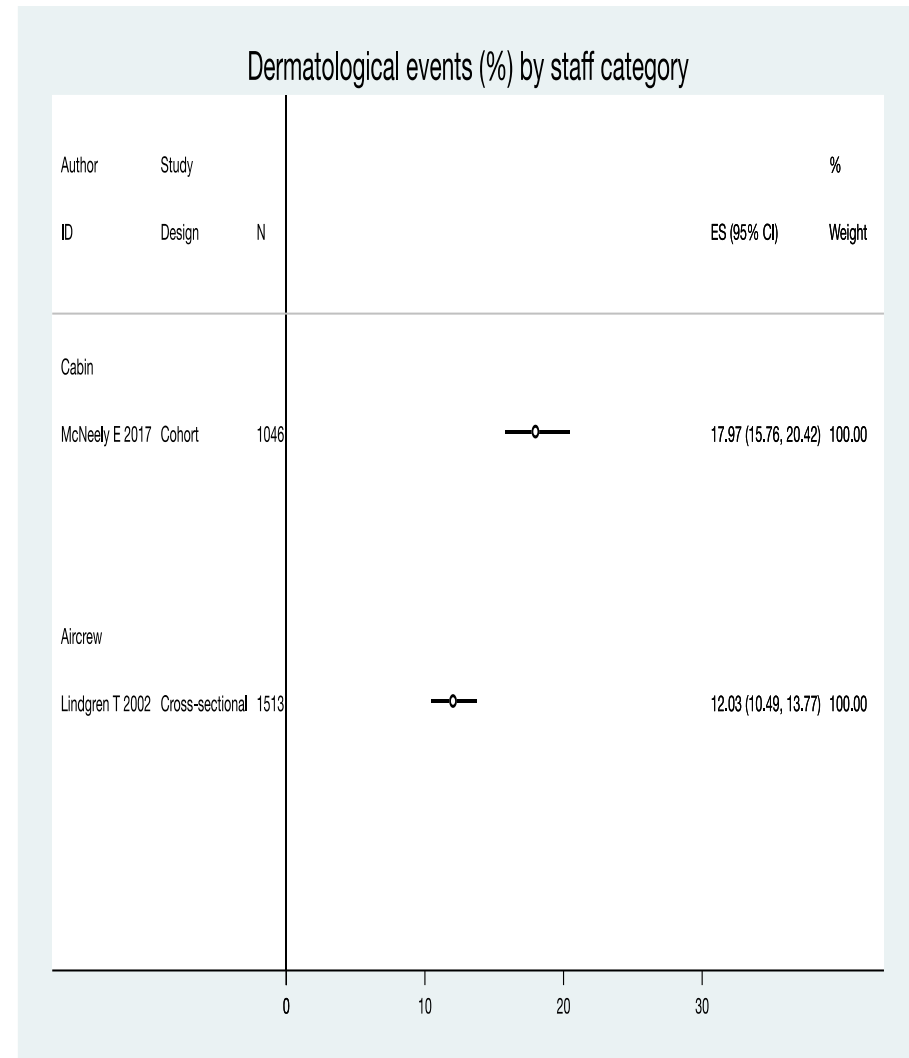 Dermatological events (%) by staff category
Author Study %
ID Design N ES (95% CI) Weight
Cabin
McNeely E 2017 Cohort 1046 17.97 (15.76, 20.42) 100.00
Aircrew
Lindgren T 2002 Cross-sectional 1513 12.03 (10.49, 13.77) 100.00
0 10 20 30